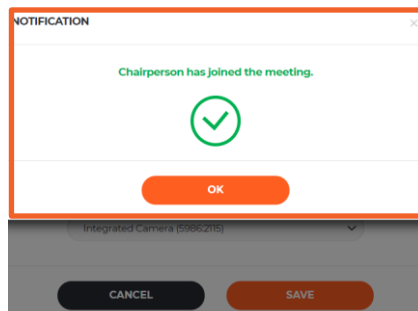 NOTIFICATION
×
Chairperson has joined the meeting.
OK
Integrated Camera (5986:2115)
CANCEL
SAVE